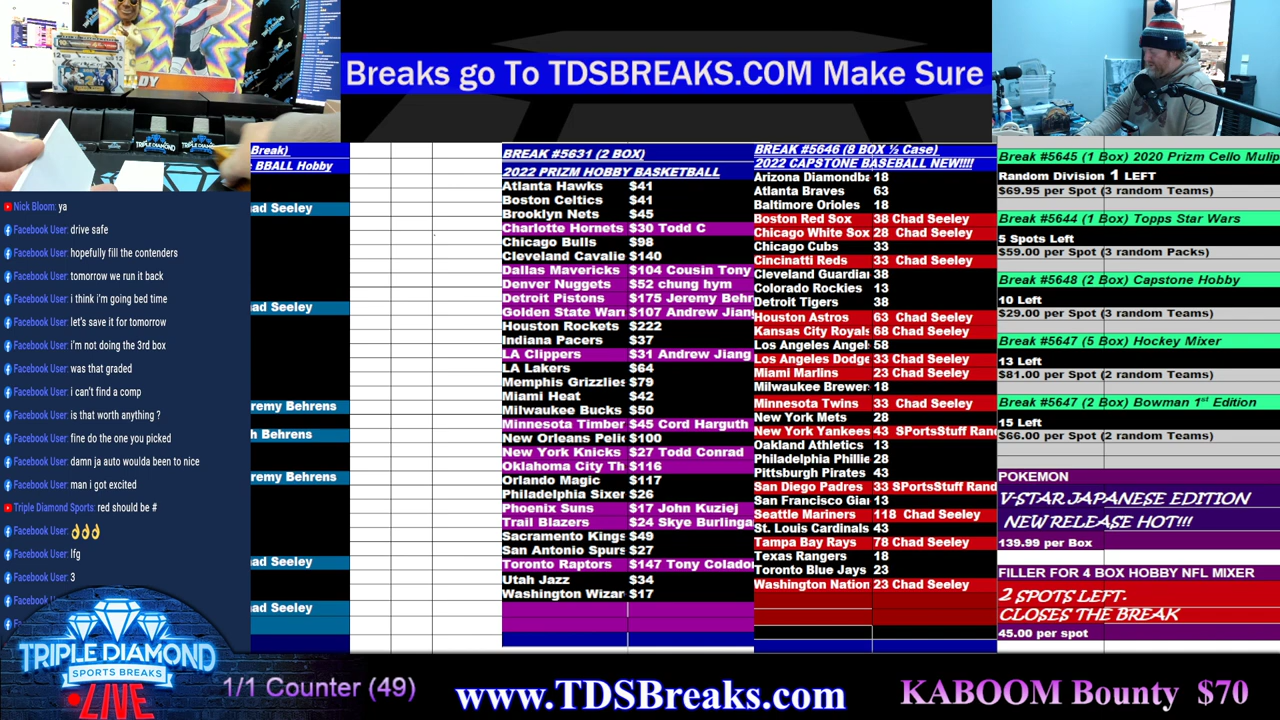 DY
Breaks go To TDSBREAKS.COM Make Sure
Nick Bloom: ya
Facebook User: drive safe
Facebook User: hopefully fill the contenders
Facebook User: tomorrow we run it back
Facebook User: i think i'm going bed time
Facebook User: let's save it for tomorrow
Facebook User: i'm not doing the 3rd box
Facebook User: was that graded
Facebook User: i can't find a comp
Facebook User: is that worth anything ?
Facebook User: fine do the one you picked
Facebook User: damn ja auto woulda been to nice
Facebook User: man i got excited
Triple Diamond Sports: red should be #
Facebook User: 👌👌👌
Facebook User: lfg
Facebook User: 3
Break)
BBALL Hobby
ad Seeley
ad Seeley
remy Behrens
h Behrens
remy Behrens
ad Seeley
ad Seeley
BREAK #5631 (2 BOX)
2022 PRIZM HOBBY BASKETBALL
Atlanta Hawks $41
Boston Celtics $41
Brooklyn Nets $45
Charlotte Hornets $30 Todd C
Chicago Bulls $98
Cleveland Cavalie $140
Dallas Mavericks $104 Cousin Tony
Denver Nuggets $52 chung hym
Detroit Pistons $175 Jeremy Behr
Golden State Warr $107 Andrew Jiang
Houston Rockets $222
Indiana Pacers $37
LA Clippers $31 Andrew Jiang
LA Lakers $64
Memphis Grizzlies $79
Miami Heat $42
Milwaukee Bucks $50
Minnesota Timber $45 Cord Harguth
New Orleans Pelic $100
New York Knicks $27 Todd Conrad
Oklahoma City Th $116
Orlando Magic $117
Philadelphia Sixer $26
Phoenix Suns $17 John Kuziej
Trail Blazers $24 Skye Burlinga
Sacramento Kings $49
San Antonio Spurs $27
Toronto Raptors $147 Tony Colado
Utah Jazz $34
Washington Wizar $17
BREAK #5646 (8 BOX ½ Case)
2022 CAPSTONE BASEBALL NEW!!!!
Arizona Diamondba 18
Atlanta Braves 63
Baltimore Orioles 18
Boston Red Sox 38 Chad Seeley
Chicago White Sox 28 Chad Seeley
Chicago Cubs 33
Cincinatti Reds 33 Chad Seeley
Cleveland Guardian 38
Colorado Rockies 13
Detroit Tigers 38
Houston Astros 63 Chad Seeley
Kansas City Royals 68 Chad Seeley
Los Angeles Angel 58
Los Angeles Dodge 33 Chad Seeley
Miami Marlins 23 Chad Seeley
Milwaukee Brewer 18
Minnesota Twins 33 Chad Seeley
New York Mets 28
New York Yankees 43 SPortsStuff Rand
Oakland Athletics 13
Philadelphia Phillie 28
Pittsburgh Pirates 43
San Diego Padres 33 SPortsStuff Rand
San Francisco Gia 13
Seattle Mariners 118 Chad Seeley
St. Louis Cardinals 43
Tampa Bay Rays 78 Chad Seeley
Texas Rangers 18
Toronto Blue Jays 23
Washington Nation 23 Chad Seeley
Break #5645 (1 Box) 2020 Prizm Cello Mulip
Random Division 1 LEFT
$69.95 per Spot (3 random Teams)
Break #5644 (1 Box) Topps Star Wars
5 Spots Left
$59.00 per Spot (3 random Packs)
Break #5648 (2 Box) Capstone Hobby
10 Left
$29.00 per Spot (3 random Teams)
Break #5647 (5 Box) Hockey Mixer
13 Left
$81.00 per Spot (2 random Teams)
Break #5647 (2 Box) Bowman 1st Edition
15 Left
$66.00 per Spot (2 random Teams)
POKEMON
V-STAR JAPANESE EDITION
NEW RELEASE HOT!!!
139.99 per Box
FILLER FOR 4 BOX HOBBY NFL MIXER
2 SPOTS LEFT.
CLOSES THE BREAK
45.00 per spot
TRIPLE DIAMOND
SPORTS BREAKS
LIVE
1/1 Counter (49)
www.TDSBreaks.com
KABOOM Bounty $70